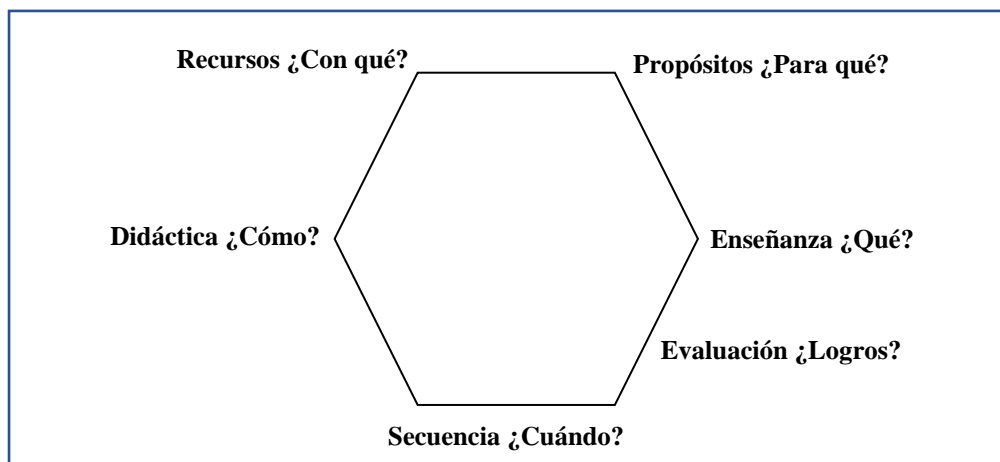 Recursos ¿Con qué?
Propósitos ¿Para qué?
Didáctica ¿Cómo?
Enseñanza ¿Qué?
Evaluación ¿Logros?
Secuencia ¿Cuándo?